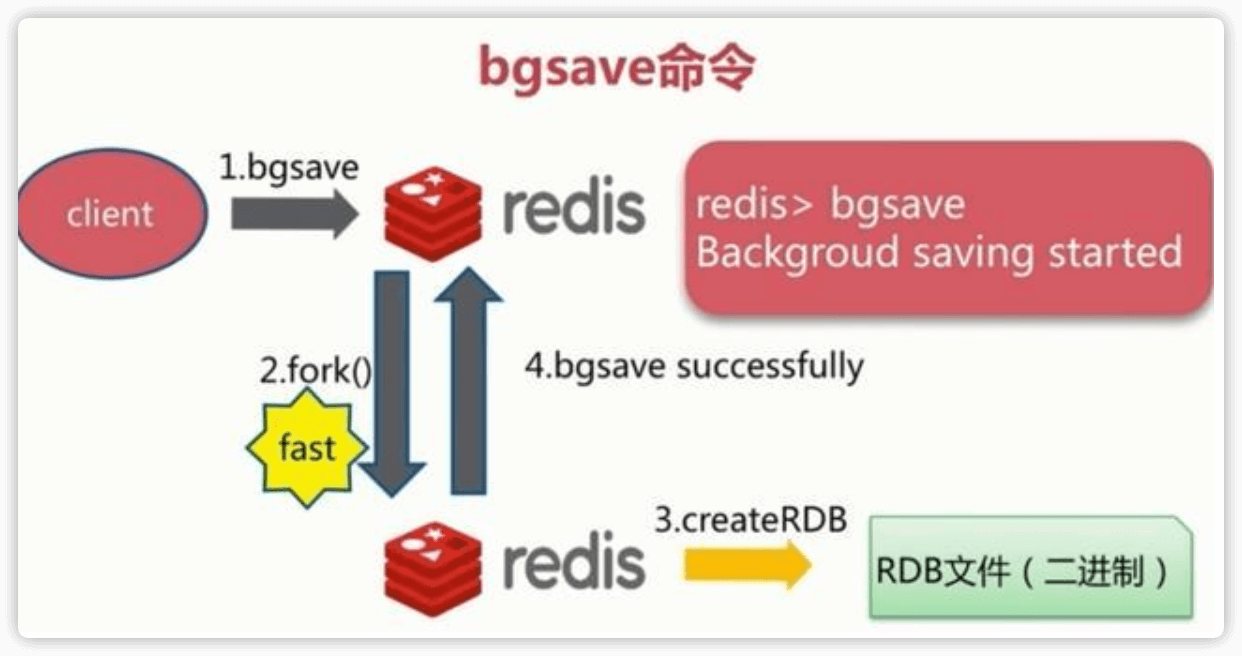 bgsave命令
1.bgsave
client
redis
redis> bgsave
Backgroud saving started
2.fork()
4.bgsave successfully
fast
3.createRDB
redis
RDB文件（二进制）